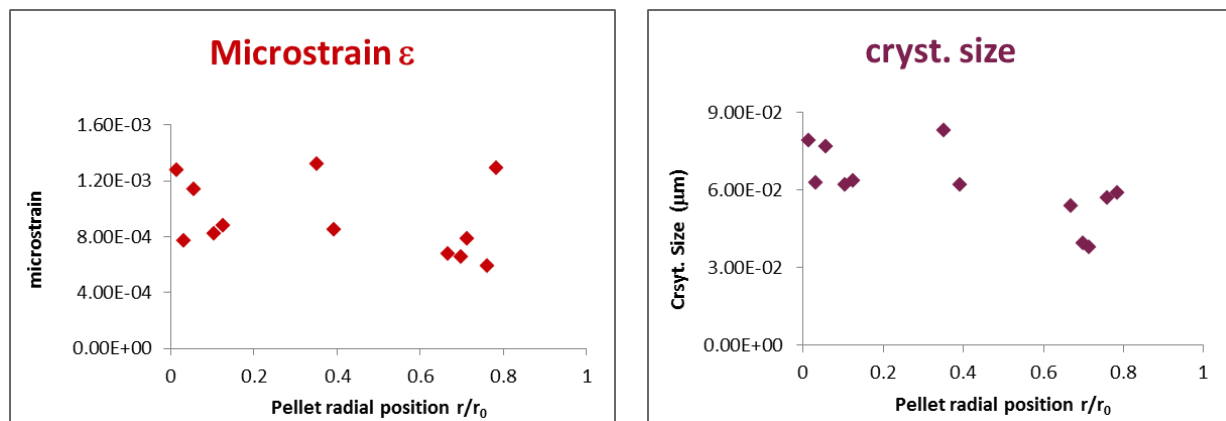 Microstrain ε
1.60E-03
1.20E-03
8.00E-04
4.00E-04
0.00E+00
microstrain
0 0.2 0.4 0.6 0.8 1
Pellet radial position r/r₀
cryst. size
9.00E-02
6.00E-02
3.00E-02
0.00E+00
Crsyt. Size (µm)
0 0.2 0.4 0.6 0.8 1
Pellet radial position r/r₀